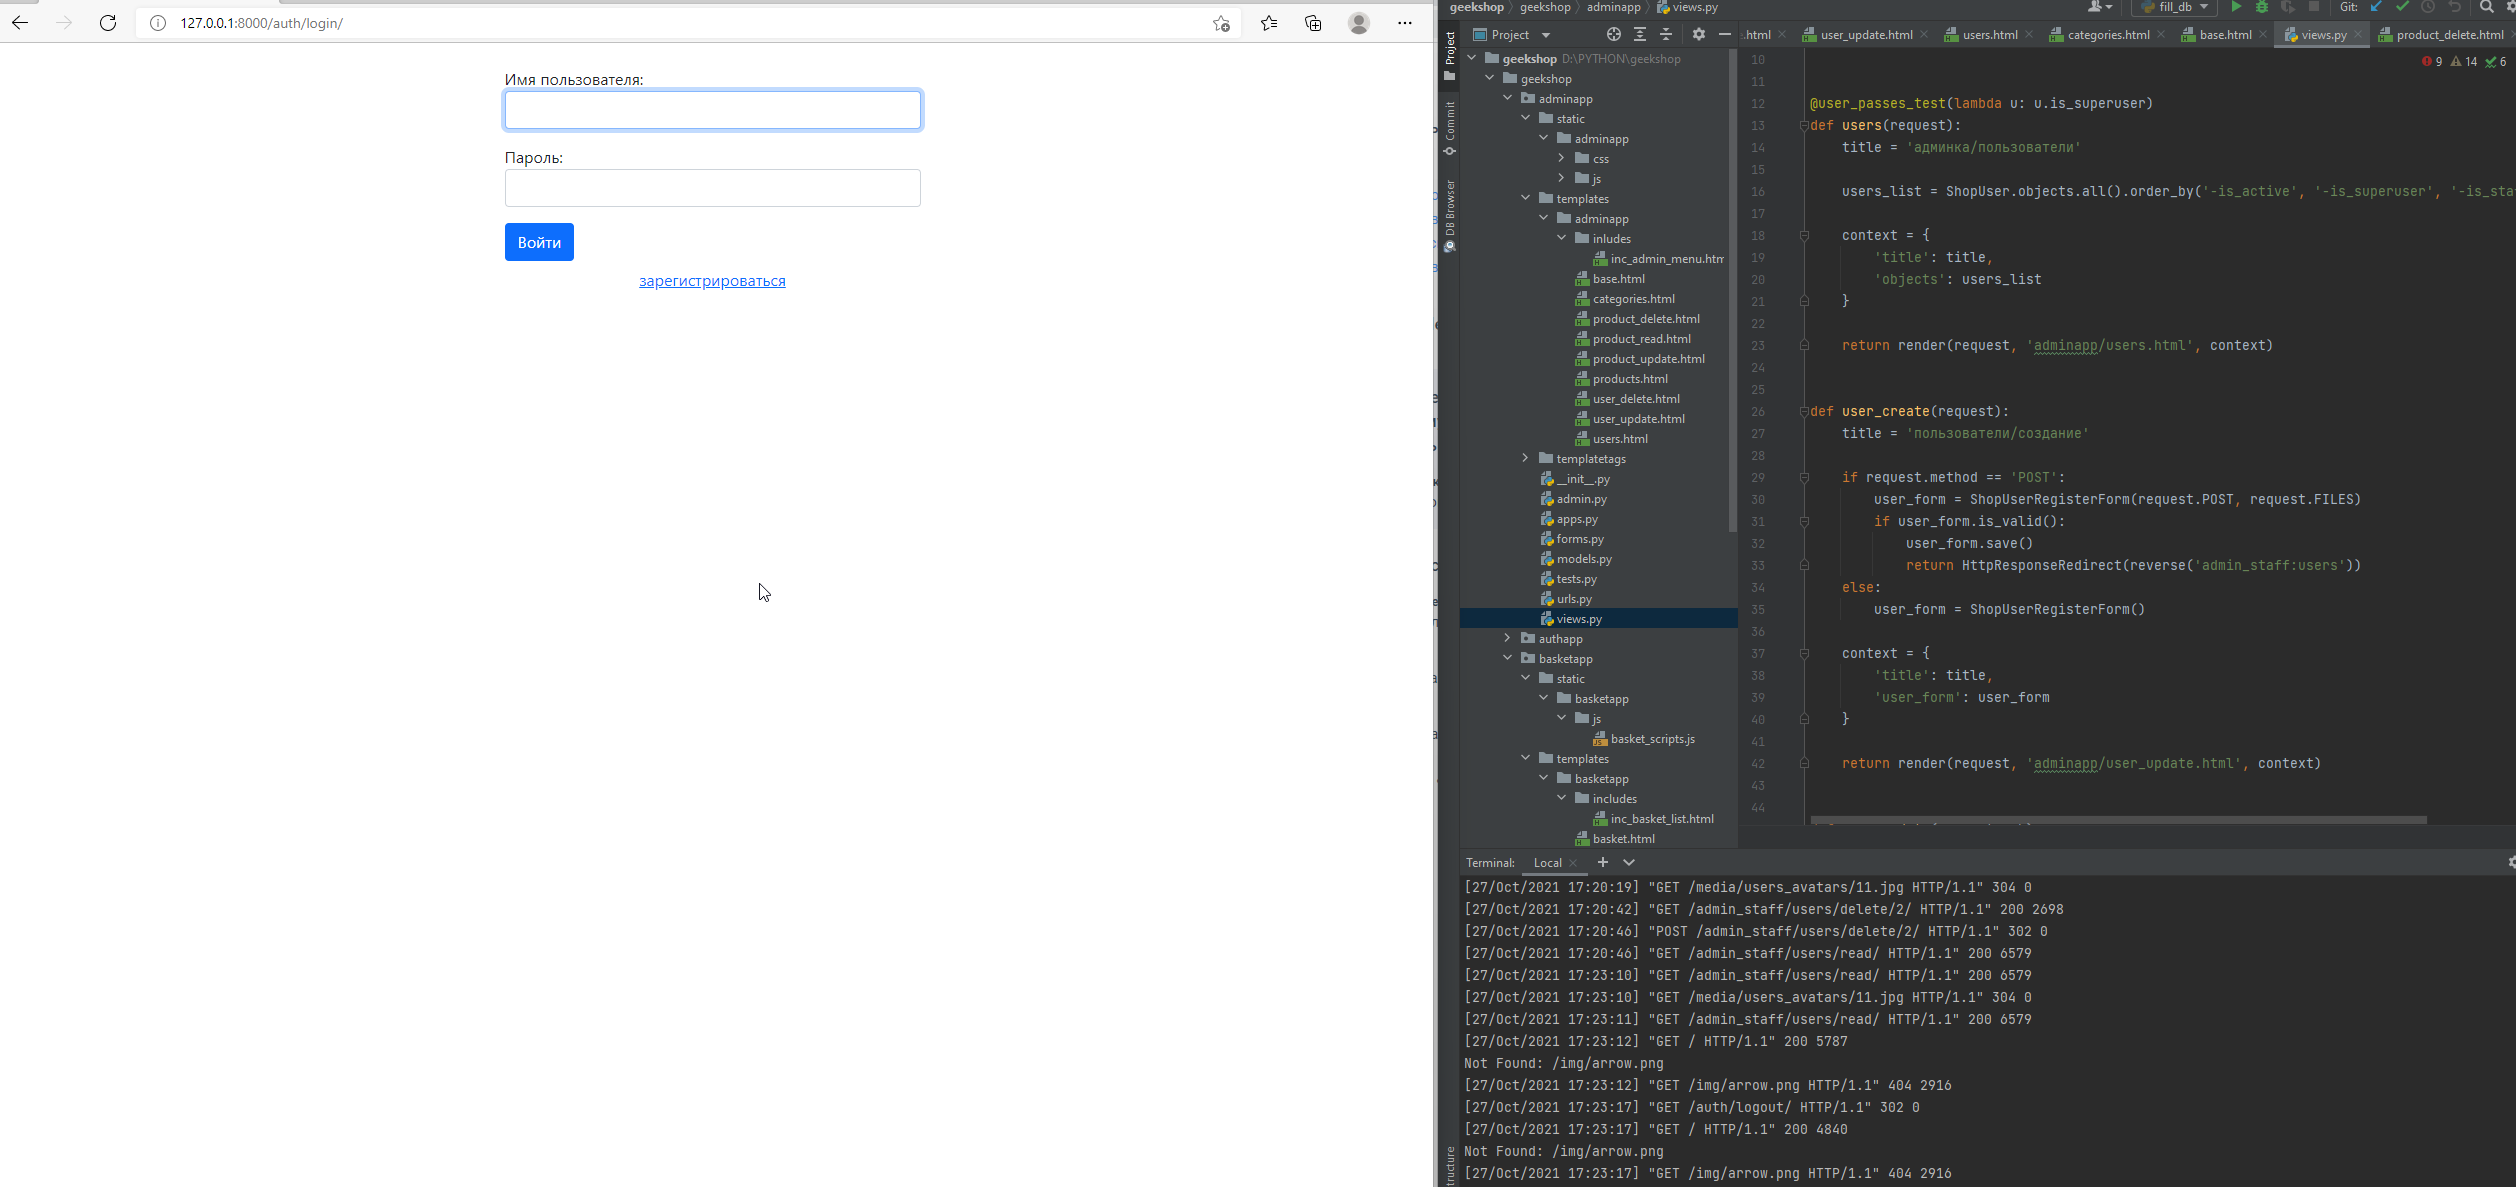 127.0.0.1:8000/auth/login/
Имя пользователя:
Пароль:
Войти
зарегистрироваться
geekshop
geekshop
adminapp
views.py
fill_db
Git:
Project
.html
user_update.html
users.html
categories.html
base.html
views.py
product_delete.html
Project
Commit
DB Browser
geekshop D:\PYTHON\geekshop
geekshop
adminapp
static
adminapp
css
js
templates
adminapp
inludes
inc_admin_menu.htm
base.html
categories.html
product_delete.html
product_read.html
product_update.html
products.html
user_delete.html
user_update.html
users.html
templatetags
__init__.py
admin.py
apps.py
forms.py
models.py
tests.py
urls.py
views.py
authapp
basketapp
static
basketapp
js
basket_scripts.js
templates
basketapp
includes
inc_basket_list.html
basket.html
9 14 6
10
11
12 @user_passes_test(lambda u: u.is_superuser)
13 def users(request):
14 title = 'админка/пользователи'
15
16 users_list = ShopUser.objects.all().order_by('-is_active', '-is_superuser', '-is_sta
17
18 context = {
19 'title': title,
20 'objects': users_list
21 }
22
23 return render(request, 'adminapp/users.html', context)
24
25
26 def user_create(request):
27 title = 'пользователи/создание'
28
29 if request.method == 'POST':
30 user_form = ShopUserRegisterForm(request.POST, request.FILES)
31 if user_form.is_valid():
32 user_form.save()
33 return HttpResponseRedirect(reverse('admin_staff:users'))
34 else:
35 user_form = ShopUserRegisterForm()
36
37 context = {
38 'title': title,
39 'user_form': user_form
40 }
41
42 return render(request, 'adminapp/user_update.html', context)
43
44
Terminal: Local
[27/Oct/2021 17:20:19] "GET /media/users_avatars/11.jpg HTTP/1.1" 304 0
[27/Oct/2021 17:20:42] "GET /admin_staff/users/delete/2/ HTTP/1.1" 200 2698
[27/Oct/2021 17:20:46] "POST /admin_staff/users/delete/2/ HTTP/1.1" 302 0
[27/Oct/2021 17:20:46] "GET /admin_staff/users/read/ HTTP/1.1" 200 6579
[27/Oct/2021 17:23:10] "GET /admin_staff/users/read/ HTTP/1.1" 200 6579
[27/Oct/2021 17:23:10] "GET /media/users_avatars/11.jpg HTTP/1.1" 304 0
[27/Oct/2021 17:23:11] "GET /admin_staff/users/read/ HTTP/1.1" 200 6579
[27/Oct/2021 17:23:12] "GET / HTTP/1.1" 200 5787
Not Found: /img/arrow.png
[27/Oct/2021 17:23:12] "GET /img/arrow.png HTTP/1.1" 404 2916
[27/Oct/2021 17:23:17] "GET /auth/logout/ HTTP/1.1" 302 0
[27/Oct/2021 17:23:17] "GET / HTTP/1.1" 200 4840
Not Found: /img/arrow.png
[27/Oct/2021 17:23:17] "GET /img/arrow.png HTTP/1.1" 404 2916
tructure